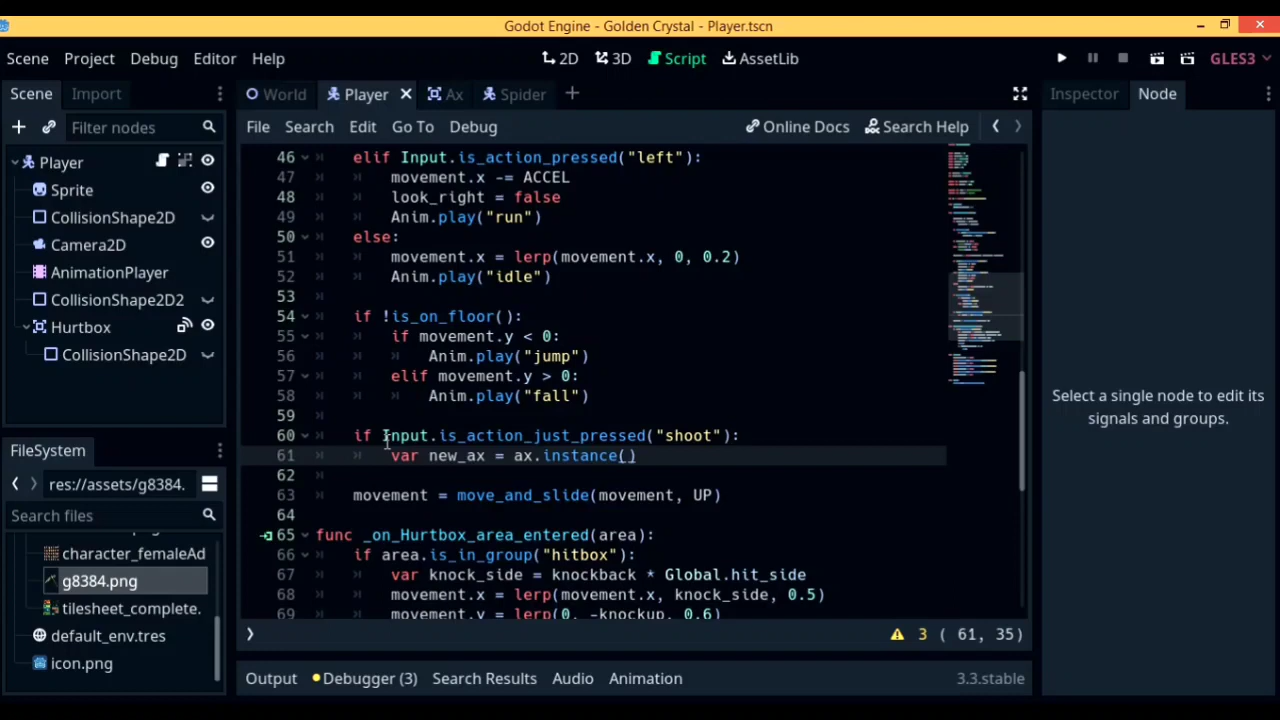 Godot Engine - Golden Crystal - Player.tscn
Scene Project Debug Editor Help
2D 3D Script AssetLib
GLES3
Scene Import
Filter nodes
Player
Sprite
CollisionShape2D
Camera2D
AnimationPlayer
CollisionShape2D2
Hurtbox
CollisionShape2D
FileSystem
res://assets/g8384.
Search files
character_femaleAd
g8384.png
tilesheet_complete.
default_env.tres
icon.png
World Player Ax Spider
File Search Edit Go To Debug Online Docs Search Help
46 elif Input.is_action_pressed("left"):
47 movement.x -= ACCEL
48 look_right = false
49 Anim.play("run")
50 else:
51 movement.x = lerp(movement.x, 0, 0.2)
52 Anim.play("idle")
53
54 if !is_on_floor():
55 if movement.y < 0:
56 Anim.play("jump")
57 elif movement.y > 0:
58 Anim.play("fall")
59
60 if Input.is_action_just_pressed("shoot"):
61 var new_ax = ax.instance()
62
63 movement = move_and_slide(movement, UP)
64
65 func _on_Hurtbox_area_entered(area):
66 if area.is_in_group("hitbox"):
67 var knock_side = knockback * Global.hit_side
68 movement.x = lerp(movement.x, knock_side, 0.5)
69 movement.y = lerp(0, -knockup, 0.6)
3 ( 61, 35)
Output Debugger (3) Search Results Audio Animation 3.3.stable
Inspector Node
Select a single node to edit its
signals and groups.